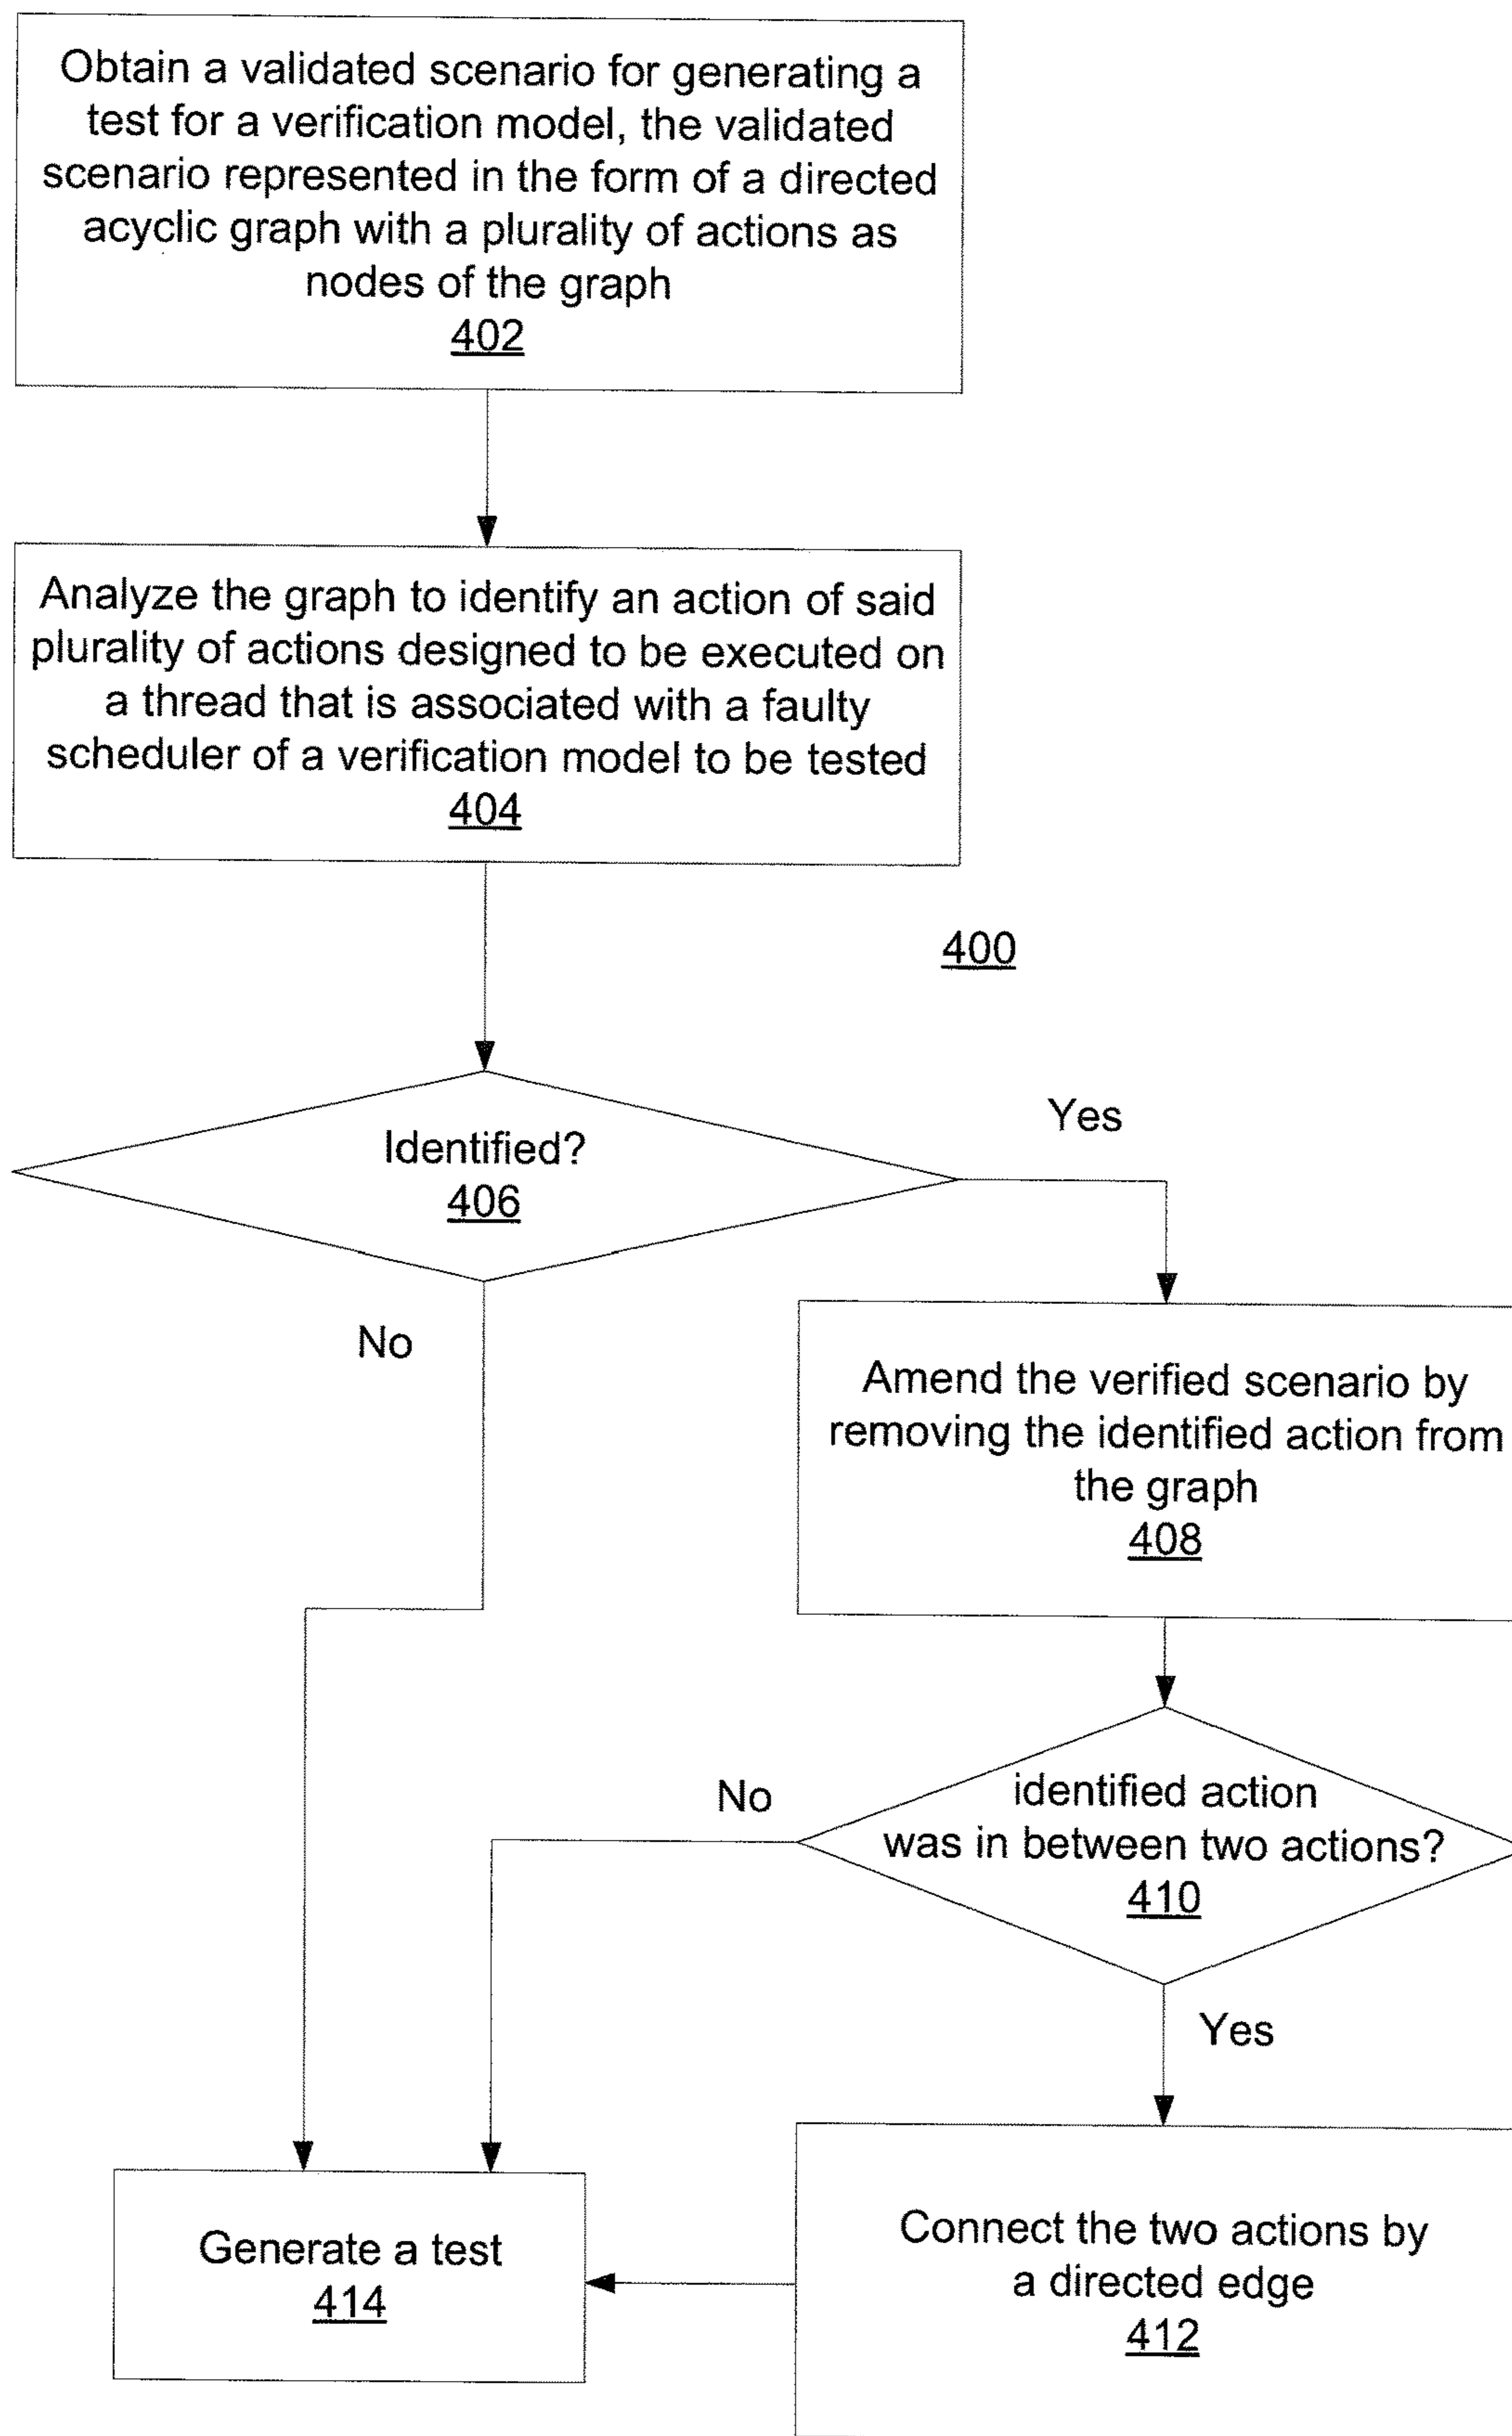 Obtain a validated scenario for generating a
test for a verification model, the validated
scenario represented in the form of a directed
acyclic graph with a plurality of actions as
nodes of the graph
402
Analyze the graph to identify an action of said
plurality of actions designed to be executed on
a thread that is associated with a faulty
scheduler of a verification model to be tested
404
400
Identified?
406
Yes
No
Amend the verified scenario by
removing the identified action from
the graph
408
identified action
was in between two actions?
410
No
Yes
Connect the two actions by
a directed edge
412
Generate a test
414